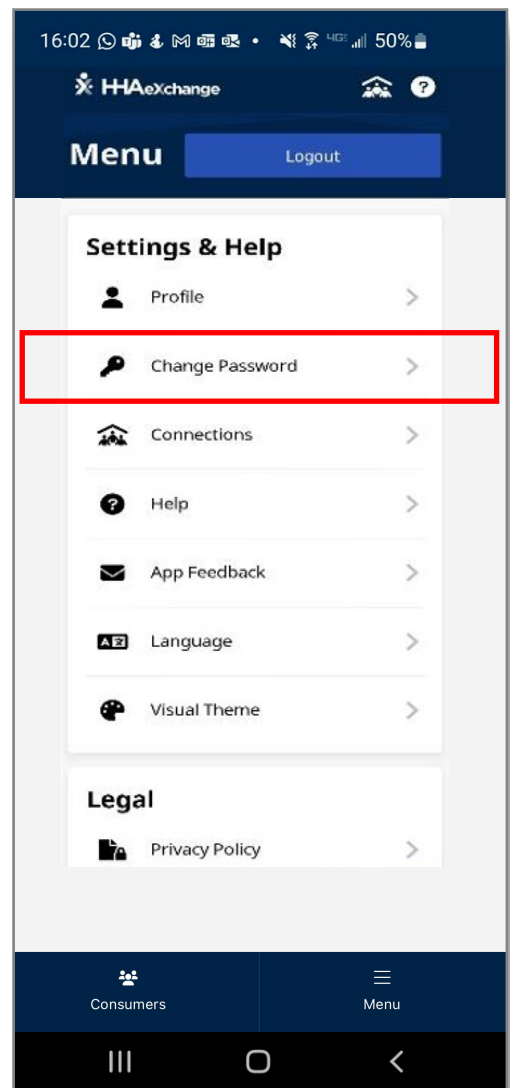 16:02 4GE 50%
HHAeXchange ?
Menu Logout
Settings & Help
Profile
Change Password
Connections
? Help
App Feedback
A Language
Visual Theme
Legal
Privacy Policy
Consumers Menu